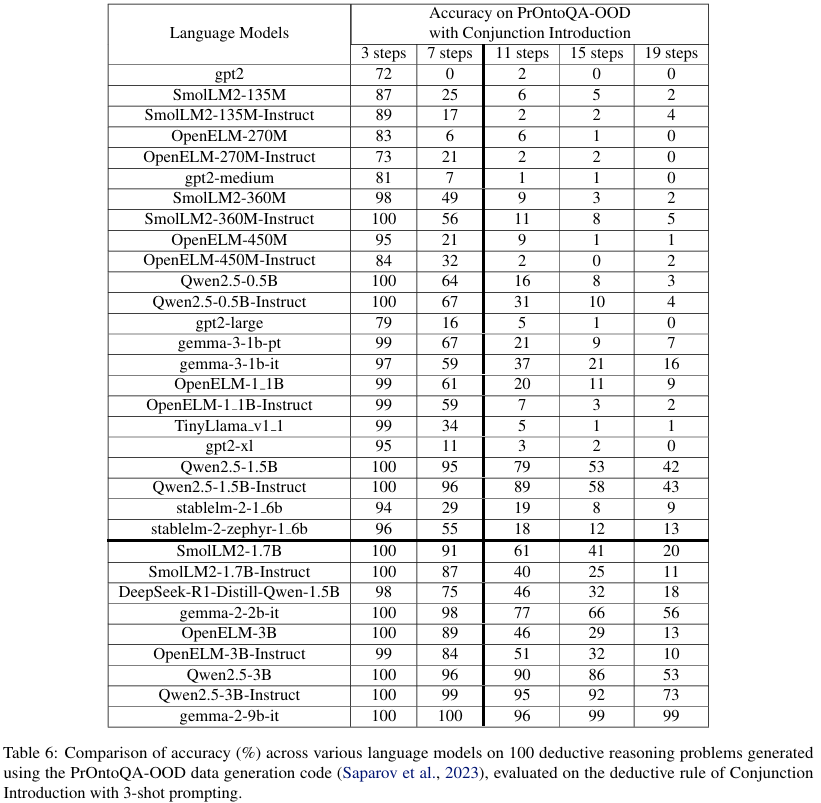 Language Models
Accuracy on PrOntoQA-OOD
with Conjunction Introduction
3 steps 7 steps 11 steps 15 steps 19 steps
gpt2 72 0 2 0 0
SmolLM2-135M 87 25 6 5 2
SmolLM2-135M-Instruct 89 17 2 2 4
OpenELM-270M 83 6 6 1 0
OpenELM-270M-Instruct 73 21 2 2 0
gpt2-medium 81 7 1 1 0
SmolLM2-360M 98 49 9 3 2
SmolLM2-360M-Instruct 100 56 11 8 5
OpenELM-450M 95 21 9 1 1
OpenELM-450M-Instruct 84 32 2 0 2
Qwen2.5-0.5B 100 64 16 8 3
Qwen2.5-0.5B-Instruct 100 67 31 10 4
gpt2-large 79 16 5 1 0
gemma-3-1b-pt 99 67 21 9 7
gemma-3-1b-it 97 59 37 21 16
OpenELM-1_1B 99 61 20 11 9
OpenELM-1_1B-Instruct 99 59 7 3 2
TinyLlama_v1_1 99 34 5 1 1
gpt2-xl 95 11 3 2 0
Qwen2.5-1.5B 100 95 79 53 42
Qwen2.5-1.5B-Instruct 100 96 89 58 43
stablelm-2-1_6b 94 29 19 8 9
stablelm-2-zephyr-1_6b 96 55 18 12 13
SmolLM2-1.7B 100 91 61 41 20
SmolLM2-1.7B-Instruct 100 87 40 25 11
DeepSeek-R1-Distill-Qwen-1.5B 98 75 46 32 18
gemma-2-2b-it 100 98 77 66 56
OpenELM-3B 100 89 46 29 13
OpenELM-3B-Instruct 99 84 51 32 10
Qwen2.5-3B 100 96 90 86 53
Qwen2.5-3B-Instruct 100 99 95 92 73
gemma-2-9b-it 100 100 96 99 99
Table 6: Comparison of accuracy (%) across various language models on 100 deductive reasoning problems generated
using the PrOntoQA-OOD data generation code (Saparov et al., 2023), evaluated on the deductive rule of Conjunction
Introduction with 3-shot prompting.